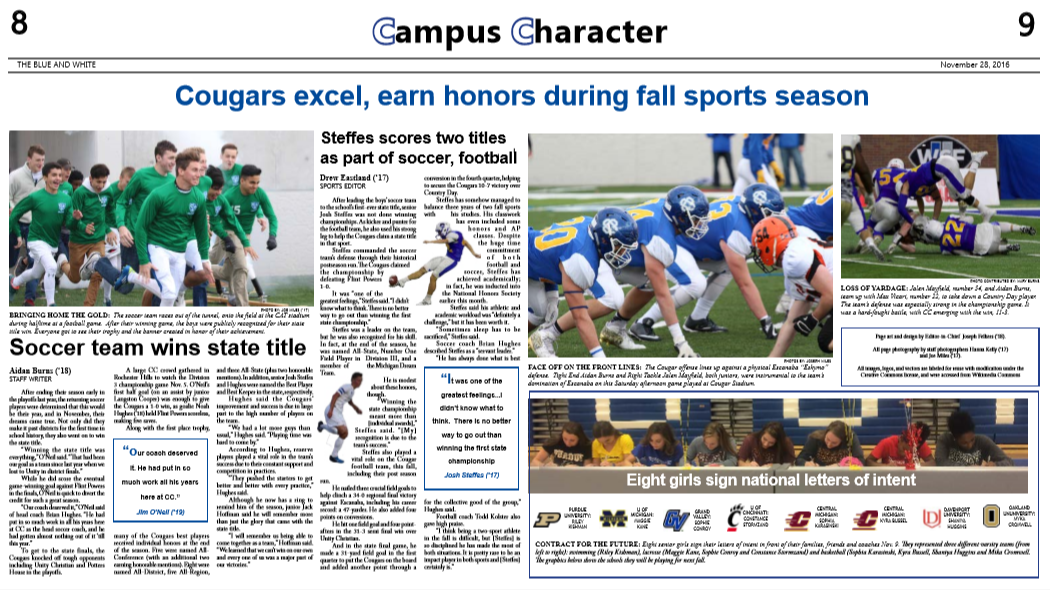 8
Campus Character
9
THE BLUE AND WHITE
November 28, 2016
Cougars excel, earn honors during fall sports season
BRINGING HOME THE GOLD: The soccer team races out of the tunnel, onto the field at the CAT stadium
during halftime at a football game. After their winning game, the boys were publicly recognized for their state
title win. Everyone got to see their trophy and the banner created in honor of their achievement.
Soccer team wins state title
Aidan Burns ('18)
STAFF WRITER
After ending their season early in
the playoffs last year, the returning soccer
players were determined that this would
be their year, and in November, their
dreams came true. Not only did they
make it past districts for the first time in
school history, they also went on to win
the state title.
"Winning the state title was
everything," O'Neil said. "That had been
our goal as a team since last year when we
lost to Unity in district finals."
While he did score the eventual
game winning goal against Flint Powers
in the finals, O'Neil is quick to divert the
credit for such a great season.
"Our coach deserved it," O'Neil said
of head coach Brian Hughes. "He had
put in so much work in all his years here
at CC as the head soccer coach, and he
had gotten almost nothing out of it 'till
this year."
To get to the state finals, the
Cougars knocked off tough opponents
including Unity Christian and Potters
House in the playoffs.
A large CC crowd gathered in
Rochester Hills to watch the Division
3 championship game Nov. 5. O'Neil's
first half goal (on an assist by junior
Langston Cooper) was enough to give
the Cougars a 1-0 win, as goalie Noah
Hughes ('18) held Flint Powers scoreless,
making five saves.
Along with the first place trophy,
"Our coach deserved
it. He had put in so
much work all his years
here at CC."
Jim O'Neil ('19)
many of the Cougars best players
received individual honors at the end
of the season. Five were named All-
Conference (with an additional two
earning honorable mentions). Eight were
named All-District, five All-Region,
and three All-State (plus two honorable
mentions). In addition, senior Josh Steffes
and Hughes were named the Best Player
and Best Keeper in the state, respectively.
Hughes said the Cougars'
improvement and success is due in large
part to the high number of players on
the team.
"We had a lot more guys than
usual," Hughes said. "Playing time was
hard to come by."
According to Hughes, reserve
players played a vital role in the team's
success due to their constant support and
competition in practices.
"They pushed the starters to get
better and better with every practice,"
Hughes said.
Although he now has a ring to
remind him of the season, junior Jack
Hoffman said he will remember more
than just the glory that came with the
state title.
"I will remember us being able to
come together as a team," Hoffman said.
"We learned that we can't win on our own
and every one of us was a major part of
our victories."
Steffes scores two titles
as part of soccer, football
Drew Eastland ('17)
SPORTS EDITOR
After leading the boys' soccer team
to the school's first-ever state title, senior
Josh Steffes was not done winning
championships. As kicker and punter for
the football team, he also used his strong
leg to help the Cougars claim a state title
in that sport.
Steffes commanded the soccer
team's defense through their historical
postseason run. The Cougars claimed
the championship by
defeating Flint Powers
1-0.
It was "one of the
greatest feelings," Steffes said. "I didn't
know what to think. There is no better
way to go out than winning the first
state championship."
Steffes was a leader on the team,
but he was also recognized for his skill.
In fact, at the end of the season, he
was named All-State, Number One
Field Player in Division III, and a
member of the Michigan Dream
Team.
He is modest
about these honors,
though.
"Winning the
state championship
meant more than
[individual awards],"
Steffes said. "[My]
recognition is due to the
team's success."
Steffes also played a
vital role on the Cougar
football team, this fall,
including their post season
run.
He nailed three crucial field goals to
help clinch a 34-0 regional final victory
against Escanaba, including his career
record: a 47-yarder. He also added four
points on conversions.
He hit one field goal and four point-
afters in the 31-3 semi final win over
Unity Christian.
And in the state final game, he
made a 31-yard field goal in the first
quarter to put the Cougars on the board
and added another point through a
conversion in the fourth quarter, helping
to secure the Cougars 10-7 victory over
Country Day.
Steffes has somehow managed to
balance three years of two fall sports
with his studies. His classwork
has even included some
honors and AP
classes. Despite
the huge time
commitment
of both
football and
soccer, Steffes has
achieved academically;
in fact, he was inducted into
the National Honors Society
earlier this month.
Steffes said his athletic and
academic workload was "definitely a
challenge," but it has been worth it.
"Sometimes sleep has to be
sacrificed," Steffes said.
Soccer coach Brian Hughes
described Steffes as a "servant leader."
"He has always done what is best
"It was one of the
greatest feelings...I
didn't know what to
think. There is no better
way to go out than
winning the first state
championship
Josh Steffes ('17)
for the collective good of the group,"
Hughes said.
Football coach Todd Kolster also
gave high praise.
"I think being a two sport athlete
in the fall is difficult, but [Steffes] is
so disciplined he has made the most of
both situations. It is pretty rare to be an
impact player in both sports and [Steffes]
certainly is."
PHOTO BY JOSEPH MILES
FACE OFF ON THE FRONT LINES: The Cougar offense lines up against a physical Escanaba "Eskymo"
defense. Tight End Aidan Burns and Right Tackle Jalen Mayfield, both juniors, were instrumental to the team's
domination of Escanaba on this Saturday afternoon game played at Cougar Stadium.
LOSS OF YARDAGE: Jalen Mayfield, number 54, and Aidan Burns,
team up with Max Wears, number 22, to take down a Country Day player
The team's defense was especially strong in the championship game. It
was a hard-fought battle, with CC emerging with the win, 11-3.
Page art and design by Editor-in-Chief Joseph Fellers ('18).
All page photography by staff photographers Hanna Kelly ('17)
and Joe Miles ('17).
All images, logos, and vectors are labeled for reuse with modification under the
Creative Commons license, and were accessed from Wikimedia Commons
Eight girls sign national letters of intent
PURDUE UNIVERSITY: RILEY KISHMAN
U OF MICHIGAN: MAGGIE KANE
GRAND VALLEY: SOPHIE CONROY
U OF CINCINNATI: CONSTANCE STORMZAND
CENTRAL MICHIGAN: SOPHIA KARASINSKI
CENTRAL MICHIGAN: KYRA BUSSELL
DAVENPORT UNIVERSITY: SHANIYA HUGGINS
OAKLAND UNIVERSITY: MYKA CROMWELL
CONTRACT FOR THE FUTURE: Eight senior girls sign their letters of intent in front of their families, friends and coaches Nov. 9. They represented three different varsity teams (from
left to right): swimming (Riley Kishman), lacrosse (Maggie Kane, Sophie Conroy and Constance Stormzand) and basketball (Sophia Karasinski, Kyra Bussell, Shaniya Huggins and Mika Cromwell.
The graphics below show the schools they will be playing for next fall.